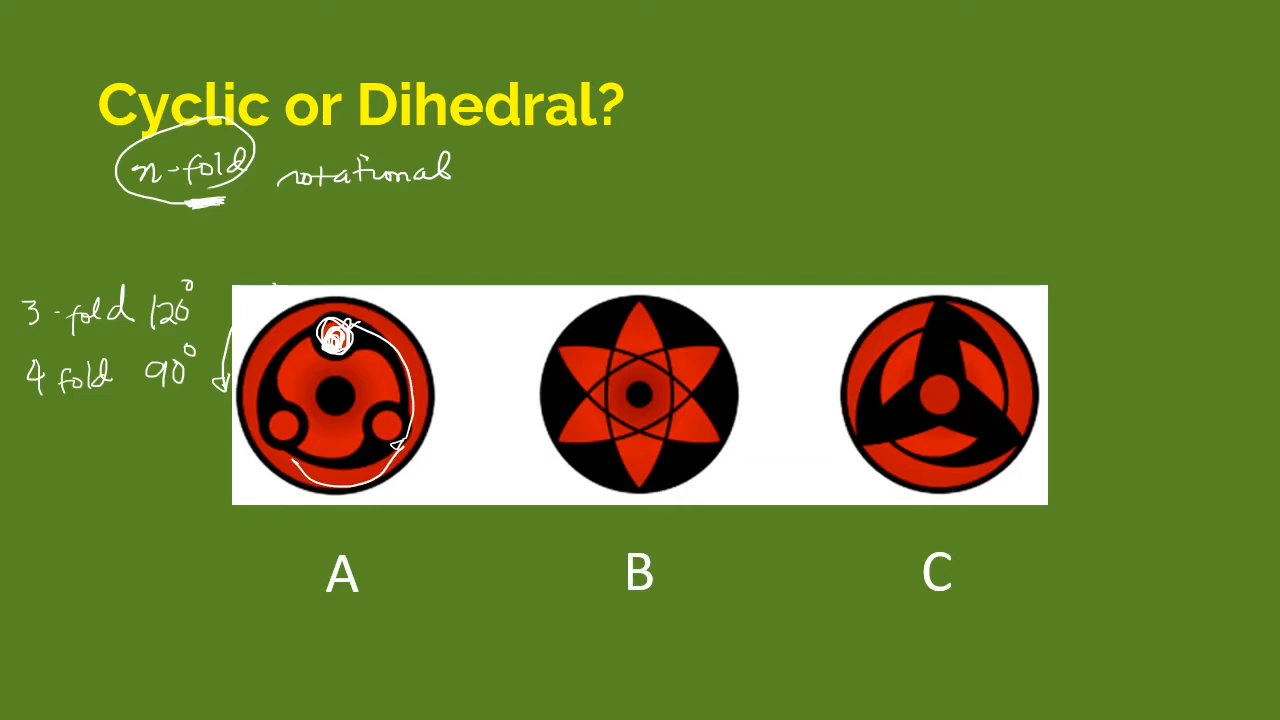 Cyclic or Dihedral?
n-fold rotational
3-fold 120°
4 fold 90°
A B C